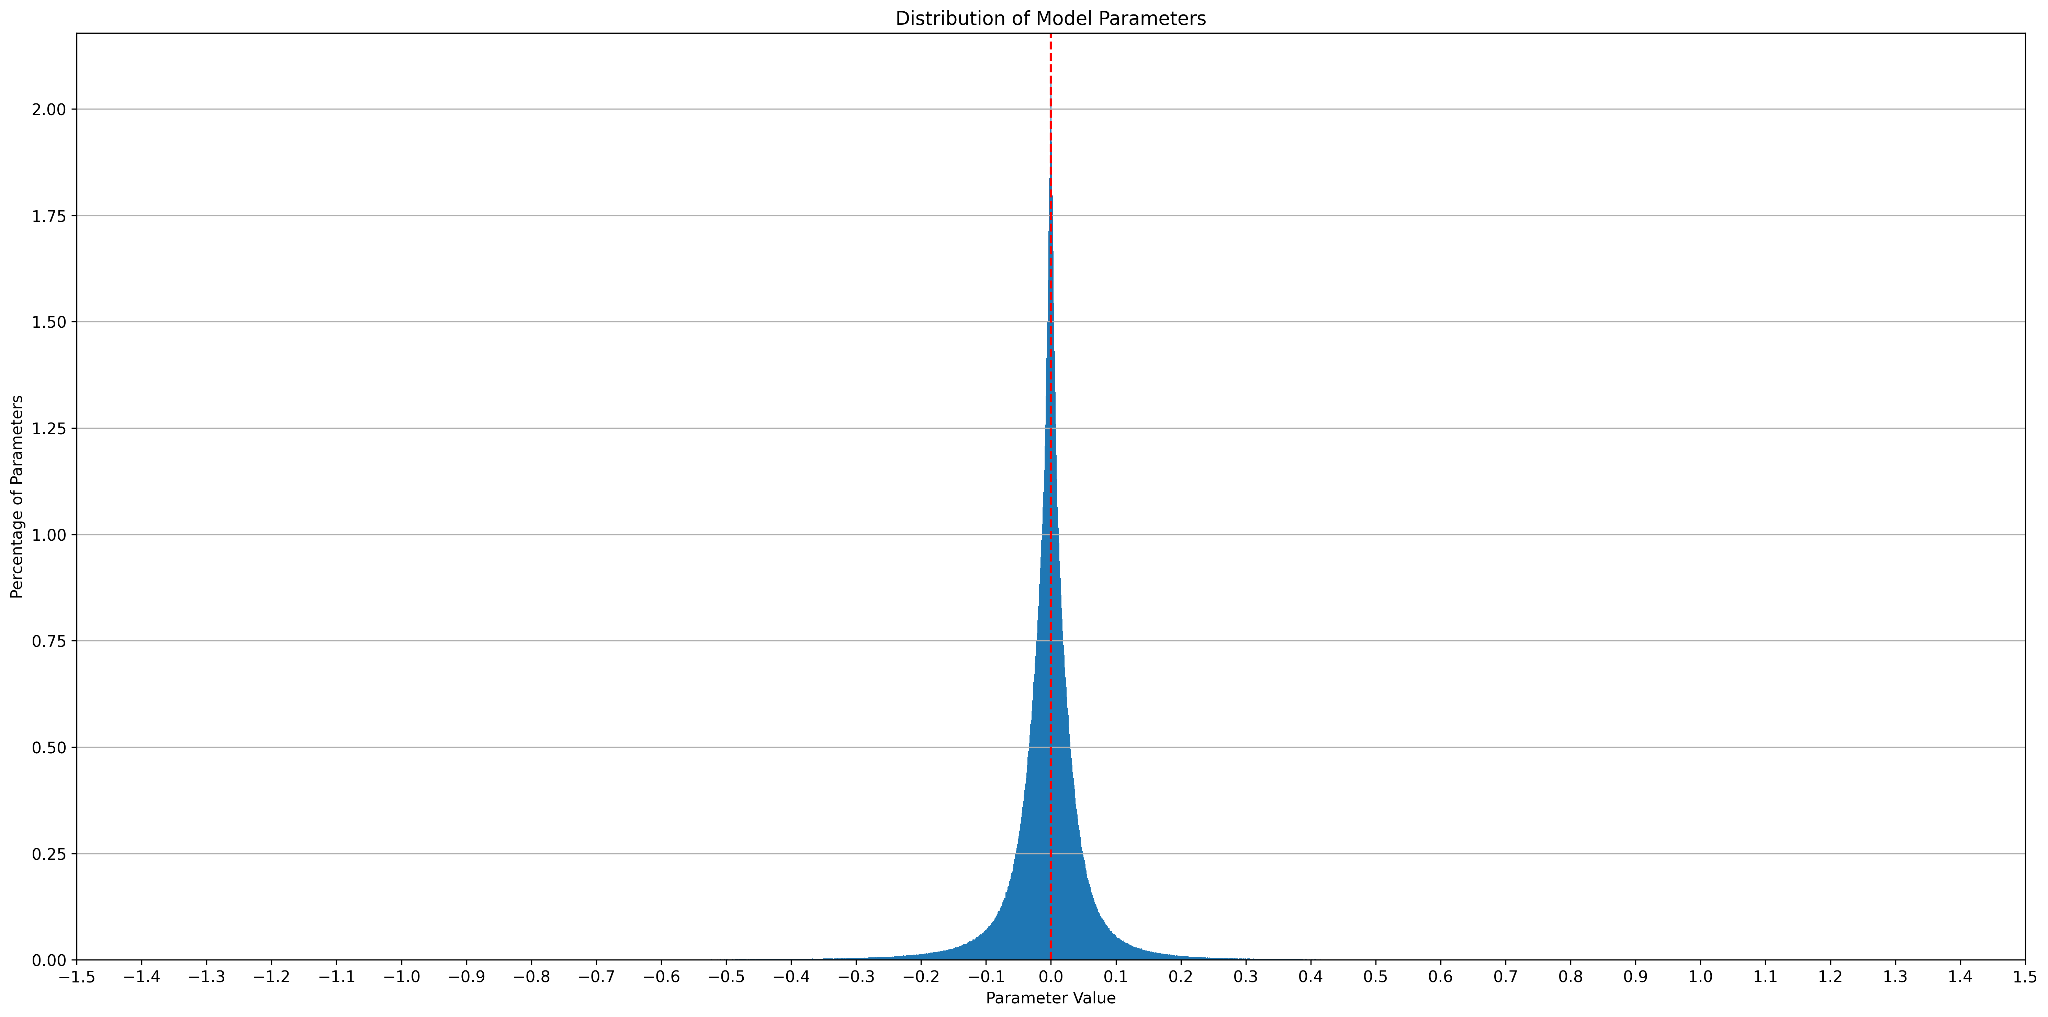 Distribution of Model Parameters
Percentage of Parameters
2.00
1.75
1.50
1.25
1.00
0.75
0.50
0.25
0.00
−1.5 −1.4 −1.3 −1.2 −1.1 −1.0 −0.9 −0.8 −0.7 −0.6 −0.5 −0.4 −0.3 −0.2 −0.1 0.0 0.1 0.2 0.3 0.4 0.5 0.6 0.7 0.8 0.9 1.0 1.1 1.2 1.3 1.4 1.5
Parameter Value